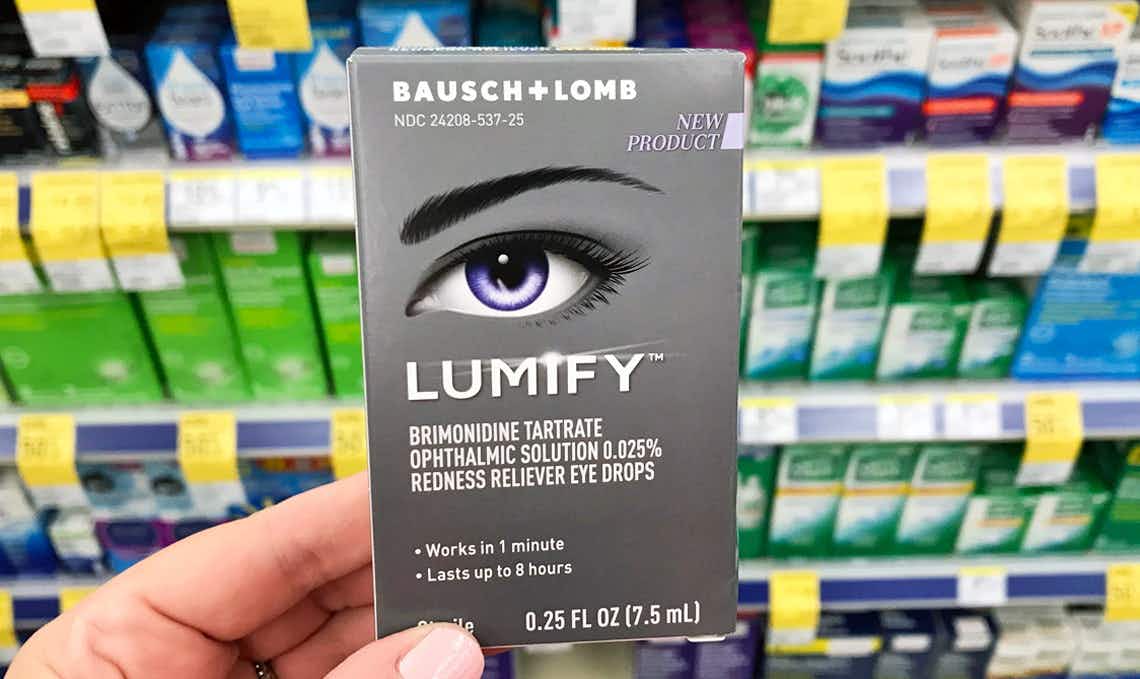 BAUSCH+LOMB
NDC 24208-537-25
NEW
PRODUCT
LUMIFY™
BRIMONIDINE TARTRATE
OPHTHALMIC SOLUTION 0.025%
REDNESS RELIEVER EYE DROPS
• Works in 1 minute
• Lasts up to 8 hours
0.25 FL OZ (7.5 mL)